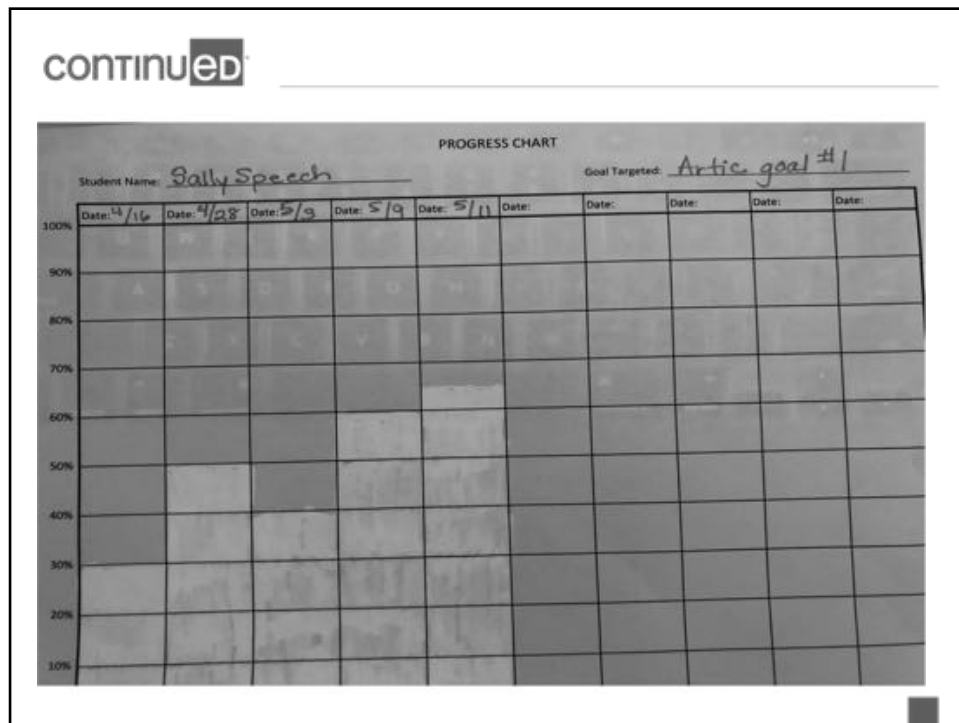 continued
PROGRESS CHART
Student Name: Sally Speech Goal Targeted: Artic goal #1
Date: 4/16 Date: 4/28 Date: 5/3 Date: 5/9 Date: 5/11 Date: Date: Date: Date: Date:
100%
90%
80%
70%
60%
50%
40%
30%
20%
10%